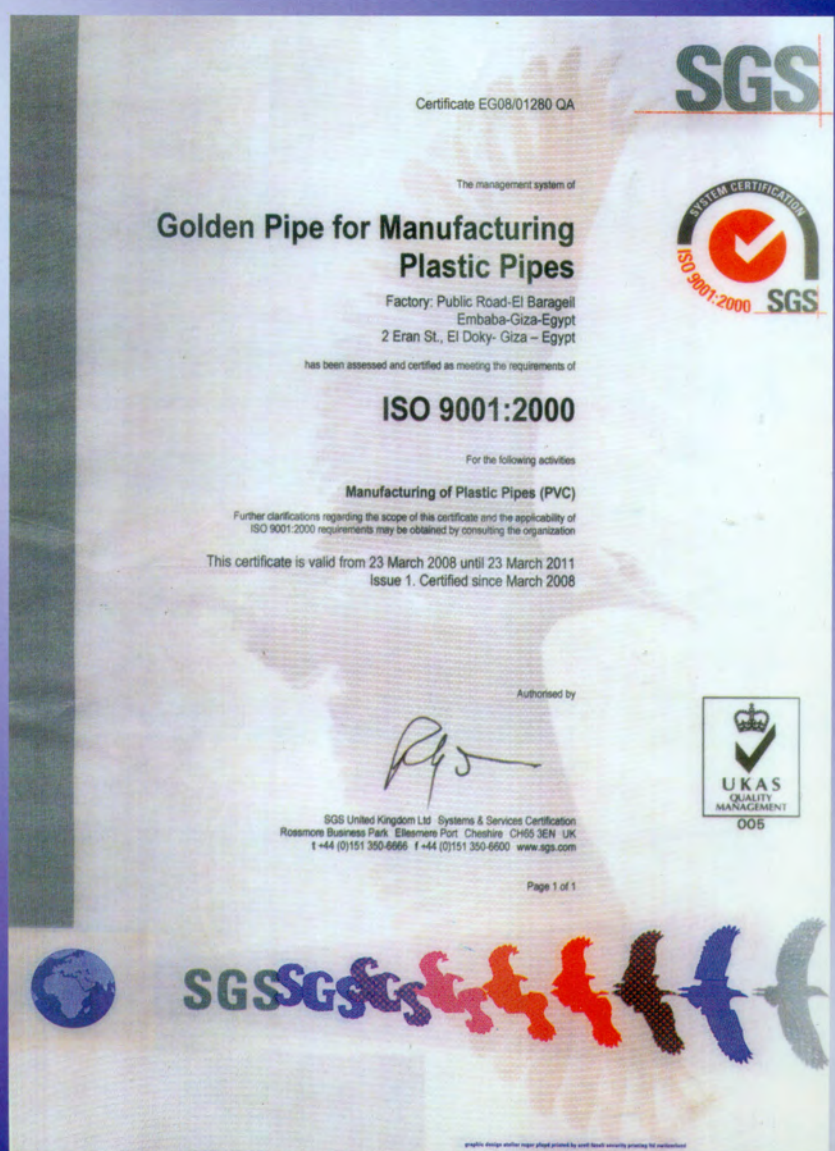 SGS
Certificate EG08/01280 QA
The management system of
Golden Pipe for Manufacturing
Plastic Pipes
Factory: Public Road-El Barageil
Embaba-Giza-Egypt
2 Eran St., El Doky- Giza – Egypt
has been assessed and certified as meeting the requirements of
ISO 9001:2000
For the following activities
Manufacturing of Plastic Pipes (PVC)
Further clarifications regarding the scope of this certificate and the applicability of
ISO 9001:2000 requirements may be obtained by consulting the organization
This certificate is valid from 23 March 2008 until 23 March 2011
Issue 1. Certified since March 2008
SYSTEM CERTIFICATION
ISO 9001:2000
SGS
Authorised by
SGS United Kingdom Ltd Systems & Services Certification
Rossmore Business Park Ellesmere Port Cheshire CH65 3EN UK
t +44 (0)151 350-6666 f +44 (0)151 350-6600 www.sgs.com
Page 1 of 1
UKAS
QUALITY
MANAGEMENT
005
SGSSGSSGS